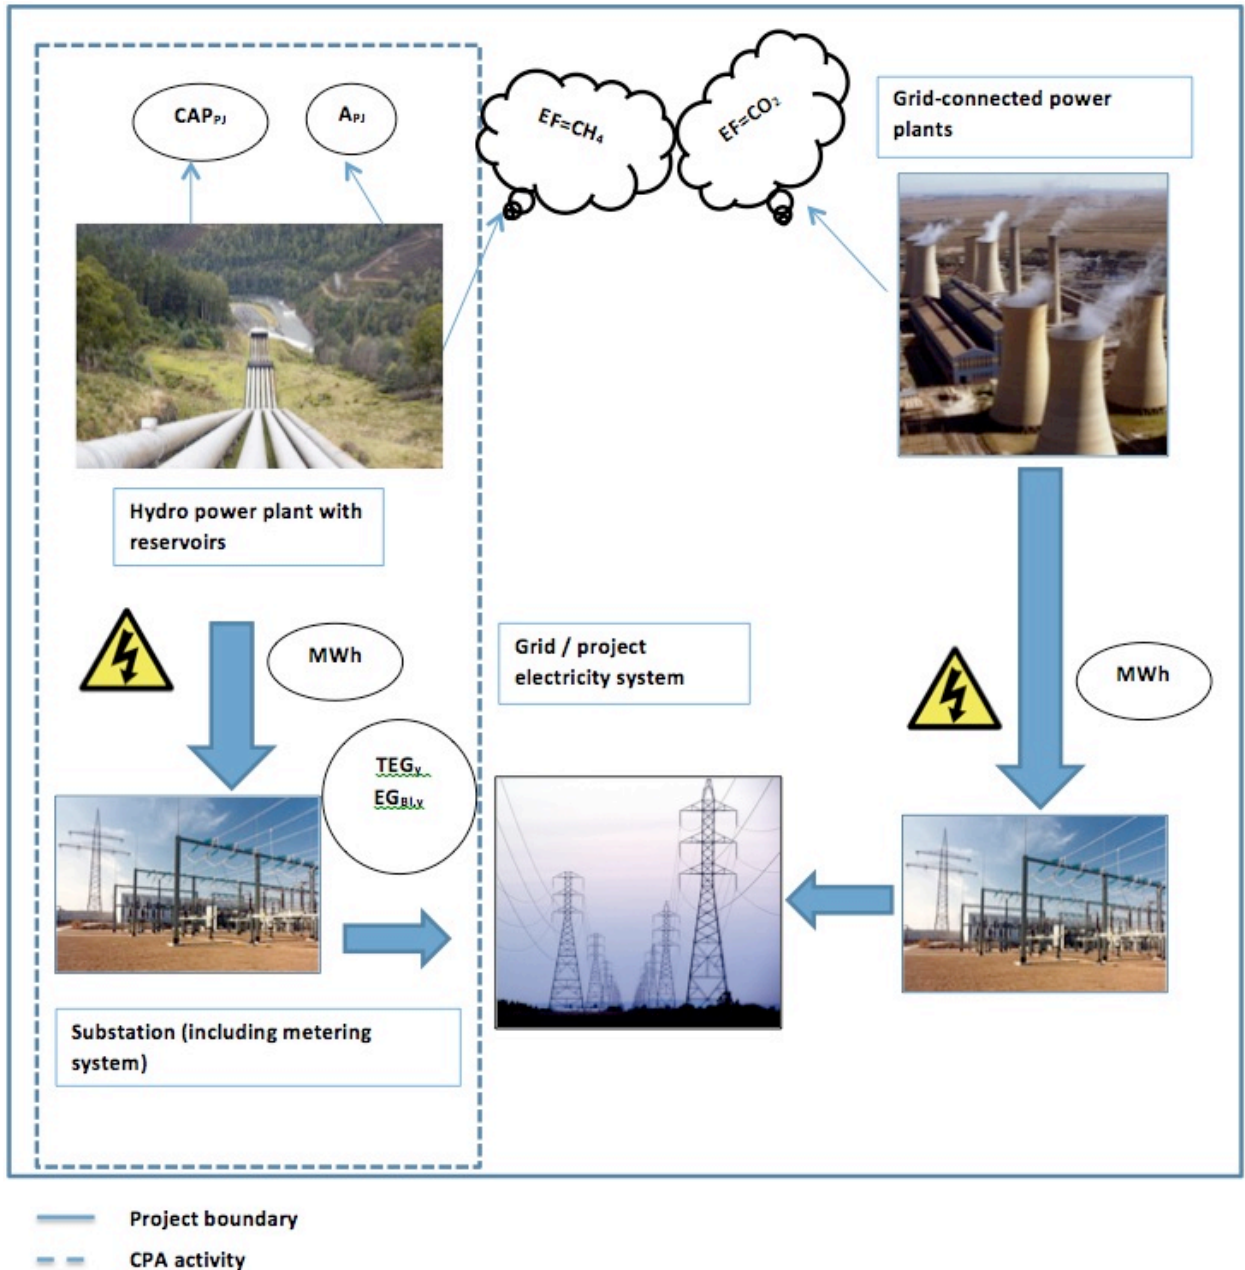 CAPPJ
APJ
EF=CH4
EF=CO2
Grid-connected power
plants
Hydro power plant with
reservoirs
MWh
Grid / project
electricity system
MWh
TEGy
EGBl,y
Substation (including metering
system)
Project boundary
CPA activity